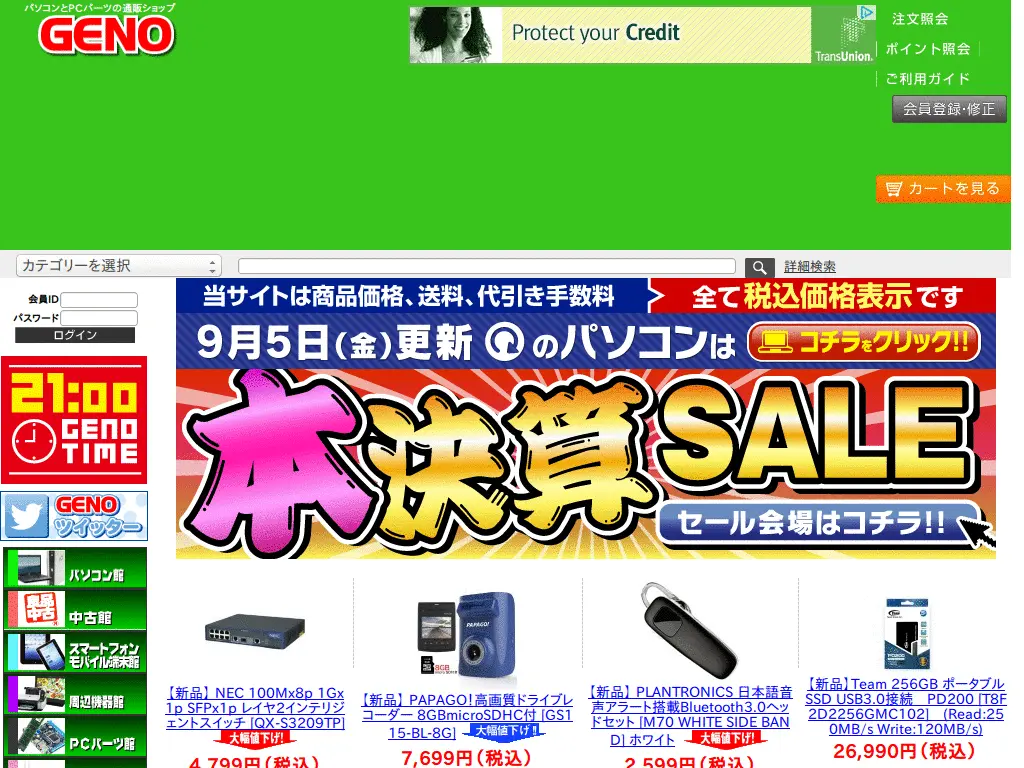 パソコンとPCパーツの通販ショップ
GENO
Protect your Credit
TransUnion.
注文照会
ポイント照会
ご利用ガイド
会員登録・修正
カートを見る
カテゴリーを選択
詳細検索
会員ID
パスワード
ログイン
当サイトは商品価格、送料、代引き手数料
全て税込価格表示です
9月5日(金)更新 のパソコンは
コチラをクリック!!
本決算SALE
セール会場はコチラ!!
21:00
GENO
TIME
GENO
ツイッター
パソコン館
良品
中古
中古館
スマートフォン
モバイル端末館
周辺機器館
PCパーツ館
【新品】 NEC 100Mx8p 1Gx
1p SFPx1p レイヤ2インテリジ
ェントスイッチ [QX-S3209TP]
大幅値下げ!
4,799円（税込）
PAPAGO!
8GB
【新品】 PAPAGO！高画質ドライブレ
コーダー 8GBmicroSDHC付 [GS1
15-BL-8G]
大幅値下げ!!
7,699円（税込）
【新品】 PLANTRONICS 日本語音
声アラート搭載Bluetooth3.0ヘッ
ドセット [M70 WHITE SIDE BAN
D] ホワイト
大幅値下げ!
2,599円（税込）
【新品】Team 256GB ポータブル
SSD USB3.0接続　PD200 [T8F
2D2256GMC102]　(Read:25
0MB/s Write:120MB/s)
26,990円（税込）